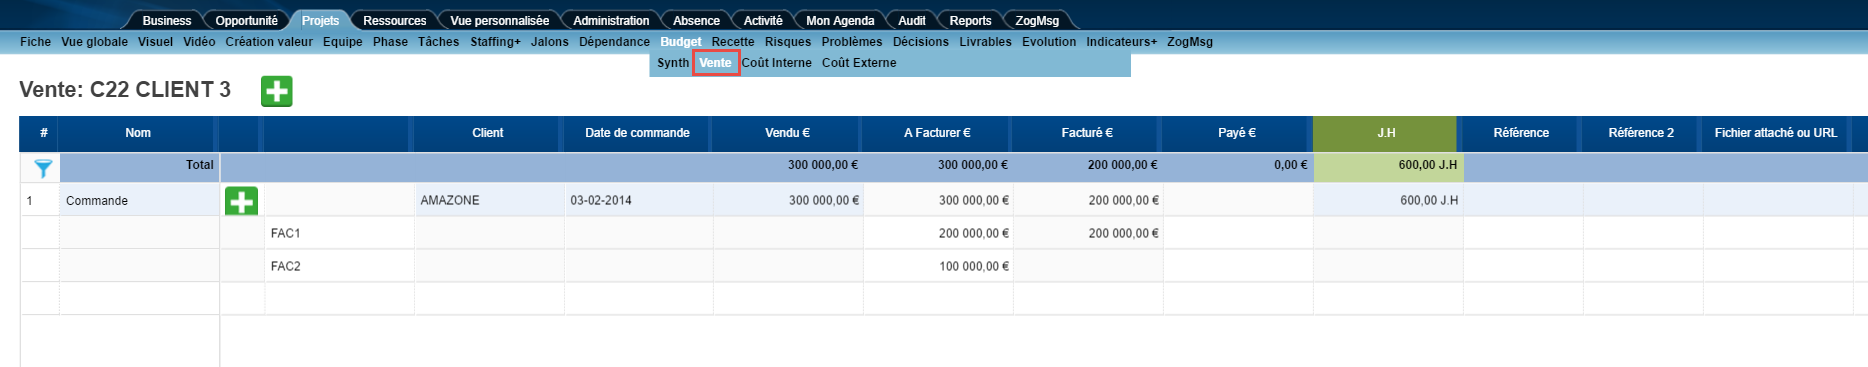 Business Opportunité Projets Ressources Vue personnalisée Administration Absence Activité Mon Agenda Audit Reports ZogMsg
Fiche Vue globale Visuel Vidéo Création valeur Equipe Phase Tâches Staffing+ Jalons Dépendance Budget Recette Risques Problèmes Décisions Livrables Evolution Indicateurs+ ZogMsg
Synth Vente Coût Interne Coût Externe
Vente: C22 CLIENT 3
# Nom Client Date de commande Vendu € A Facturer € Facturé € Payé € J.H Référence Référence 2 Fichier attaché ou URL
Total 300 000,00 € 300 000,00 € 200 000,00 € 0,00 € 600,00 J.H
1 Commande AMAZONE 03-02-2014 300 000,00 € 300 000,00 € 200 000,00 € 600,00 J.H
FAC1 200 000,00 € 200 000,00 €
FAC2 100 000,00 €